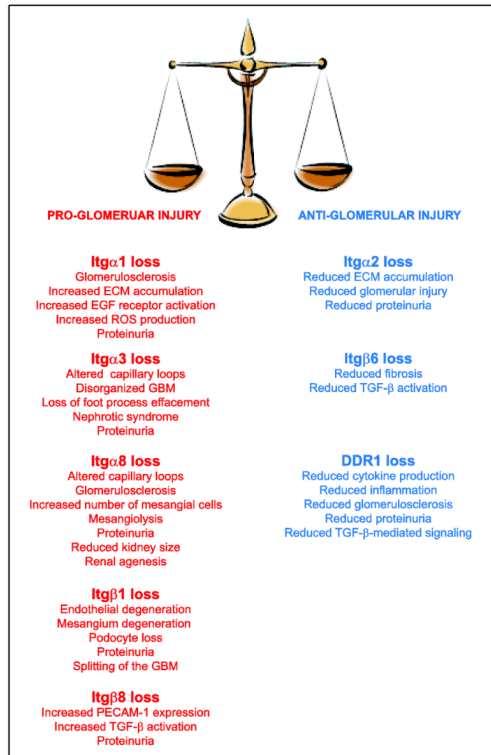 PRO-GLOMERUAR INJURY
Itgα1 loss
Glomerulosclerosis
Increased ECM accumulation
Increased EGF receptor activation
Increased ROS production
Proteinuria
Itgα3 loss
Altered capillary loops
Disorganized GBM
Loss of foot process effacement
Nephrotic syndrome
Proteinuria
Itgα8 loss
Altered capillary loops
Glomerulosclerosis
Increased number of mesangial cells
Mesangiolysis
Proteinuria
Reduced kidney size
Renal agenesis
Itgβ1 loss
Endothelial degeneration
Mesangium degeneration
Podocyte loss
Proteinuria
Splitting of the GBM
Itgβ8 loss
Increased PECAM-1 expression
Increased TGF-β activation
Proteinuria
ANTI-GLOMERULAR INJURY
Itgα2 loss
Reduced ECM accumulation
Reduced glomerular injury
Reduced proteinuria
Itgβ6 loss
Reduced fibrosis
Reduced TGF-β activation
DDR1 loss
Reduced cytokine production
Reduced inflammation
Reduced glomerulosclerosis
Reduced proteinuria
Reduced TGF-β-mediated signaling